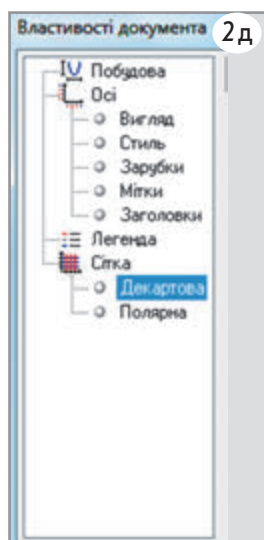 Властивості документа 2д
Побудова
Осі
Вигляд
Стиль
Зарубки
Мітки
Заголовки
Легенда
Сітка
Декартова
Полярна